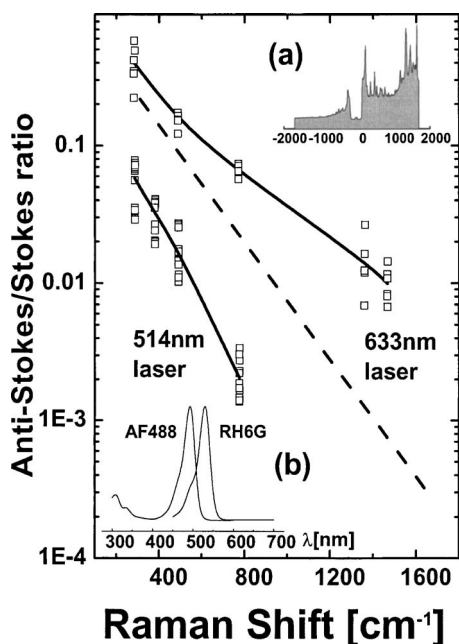 (a)
-2000 -1000 0 1000 2000
Anti-Stokes/Stokes ratio
0.1
0.01
1E-3
1E-4
514nm
laser
633nm
laser
AF488 RH6G
(b)
300 400 500 600 700 λ[nm]
400 800 1200 1600
Raman Shift [cm⁻¹]